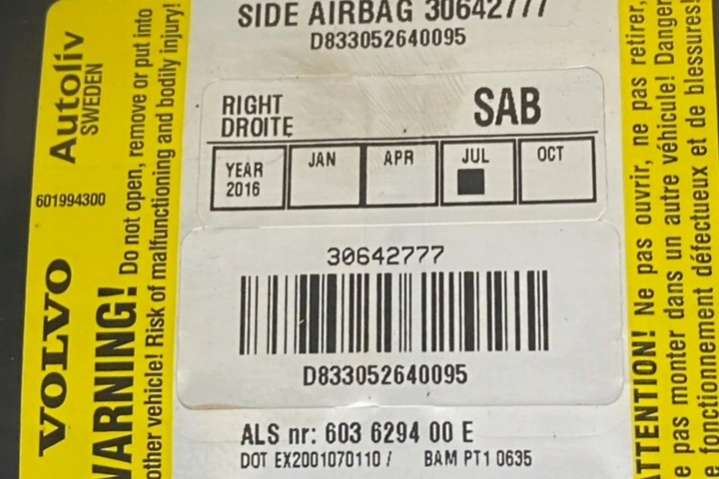 SIDE AIRBAG 30642777
D833052640095
RIGHT
DROITE
SAB
YEAR
2016
JAN
APR
JUL
OCT
30642777
D833052640095
ALS nr: 603 6294 00 E
DOT EX2001070110 / BAM PT1 0635
Autoliv
SWEDEN
601994300
VOLVO
WARNING! Do not open, remove or put into
other vehicle! Risk of malfunctioning and bodily injury!
ATTENTION! Ne pas ouvrir, ne pas retirer,
pas monter dans un autre véhicule! Danger
fonctionnement défectueux et de blessures!